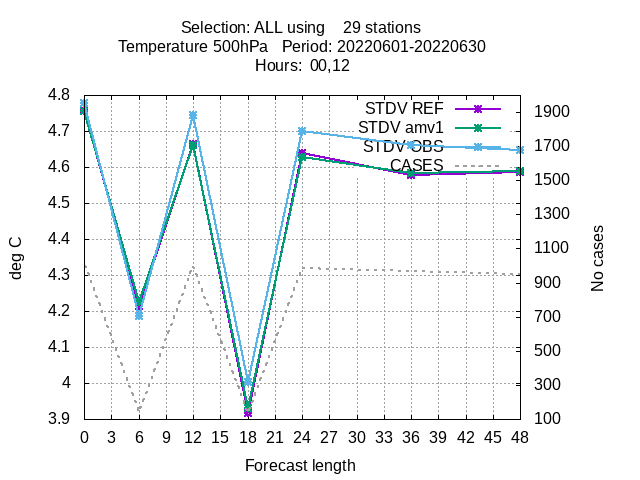 Selection: ALL using    29 stations
Temperature 500hPa   Period: 20220601-20220630
Hours:  00,12
STDV REF
STDV amv1
STDV OBS
CASES
4.8
4.7
4.6
4.5
4.4
4.3
4.2
4.1
4
3.9
deg C
1900
1700
1500
1300
1100
900
700
500
300
100
No cases
0 3 6 9 12 15 18 21 24 27 30 33 36 39 42 45 48
Forecast length